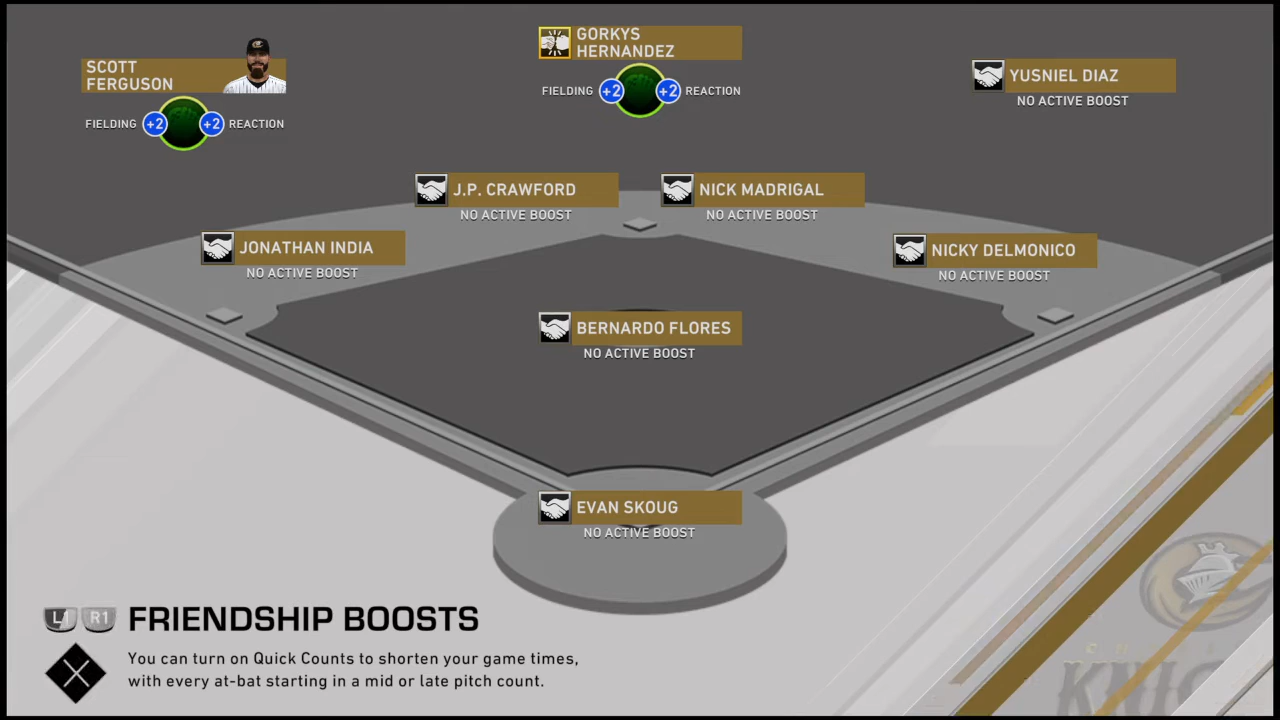 SCOTT
FERGUSON
FIELDING +2 +2 REACTION
GORKYS
HERNANDEZ
FIELDING +2 +2 REACTION
YUSNIEL DIAZ
NO ACTIVE BOOST
J.P. CRAWFORD
NO ACTIVE BOOST
NICK MADRIGAL
NO ACTIVE BOOST
JONATHAN INDIA
NO ACTIVE BOOST
NICKY DELMONICO
NO ACTIVE BOOST
BERNARDO FLORES
NO ACTIVE BOOST
EVAN SKOUG
NO ACTIVE BOOST
L1 R1 FRIENDSHIP BOOSTS
You can turn on Quick Counts to shorten your game times,
with every at-bat starting in a mid or late pitch count.